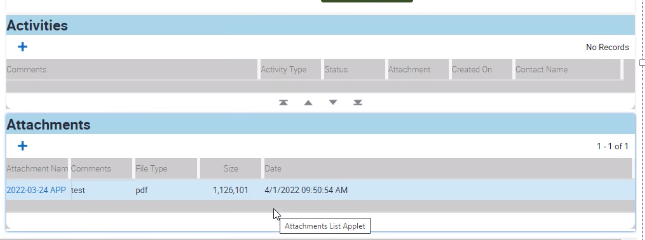 Activities
No Records
Comments Activity Type Status Attachment Created On Contact Name
Attachments
1 - 1 of 1
Attachment Nam Comments File Type Size Date
2022-03-24 APP test pdf 1,126,101 4/1/2022 09:50:54 AM
Attachments List Applet